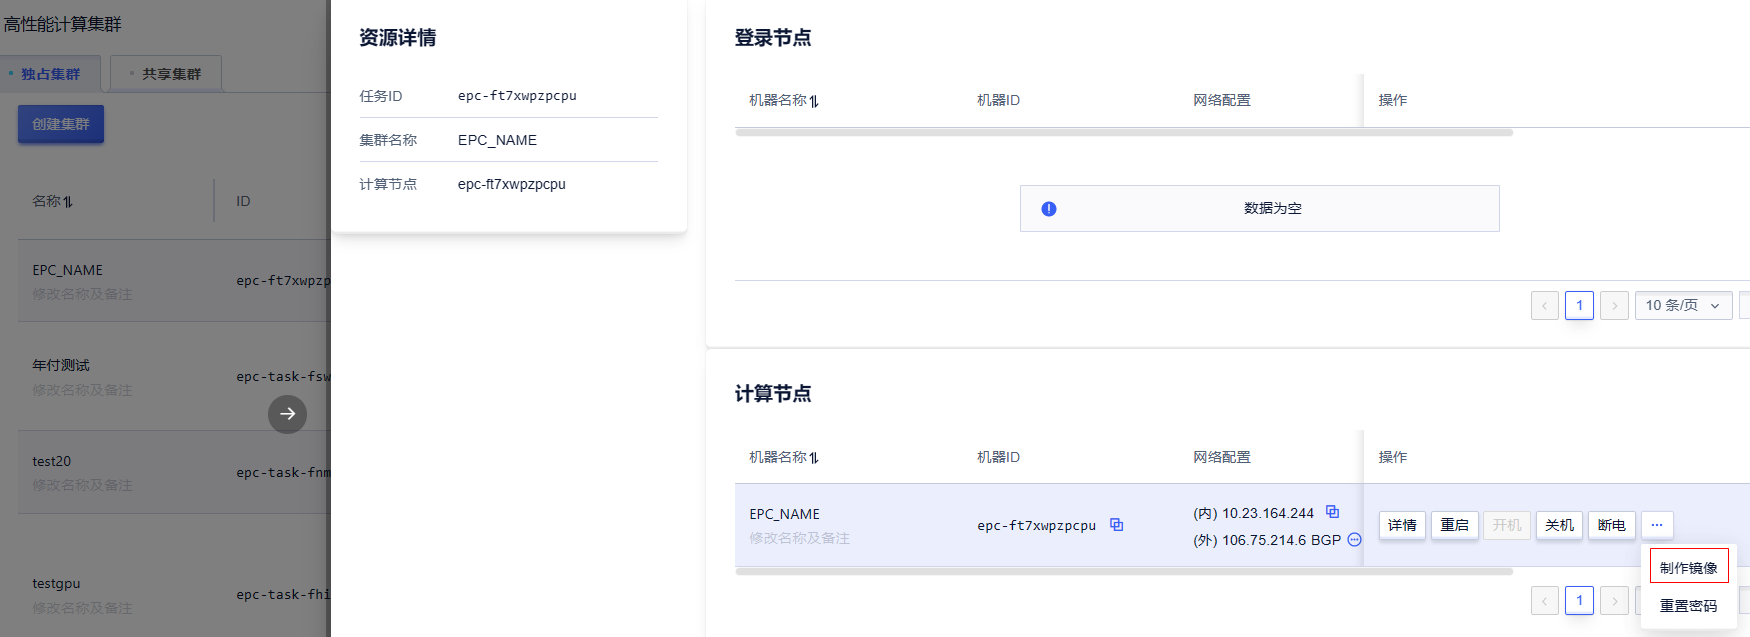 高性能计算集群
独占集群
共享集群
创建集群
名称
ID
EPC_NAME
修改名称及备注
epc-ft7xwpzp
年付测试
修改名称及备注
epc-task-fsw
test20
修改名称及备注
epc-task-fnm
testgpu
修改名称及备注
epc-task-fhi
资源详情
任务ID epc-ft7xwpzpcpu
集群名称 EPC_NAME
计算节点 epc-ft7xwpzpcpu
登录节点
机器名称 机器ID 网络配置 操作
数据为空
1 10 条/页
计算节点
机器名称 机器ID 网络配置 操作
EPC_NAME
修改名称及备注
epc-ft7xwpzpcpu
(内) 10.23.164.244
(外) 106.75.214.6 BGP
详情 重启 开机 关机 断电 ...
制作镜像
重置密码
1